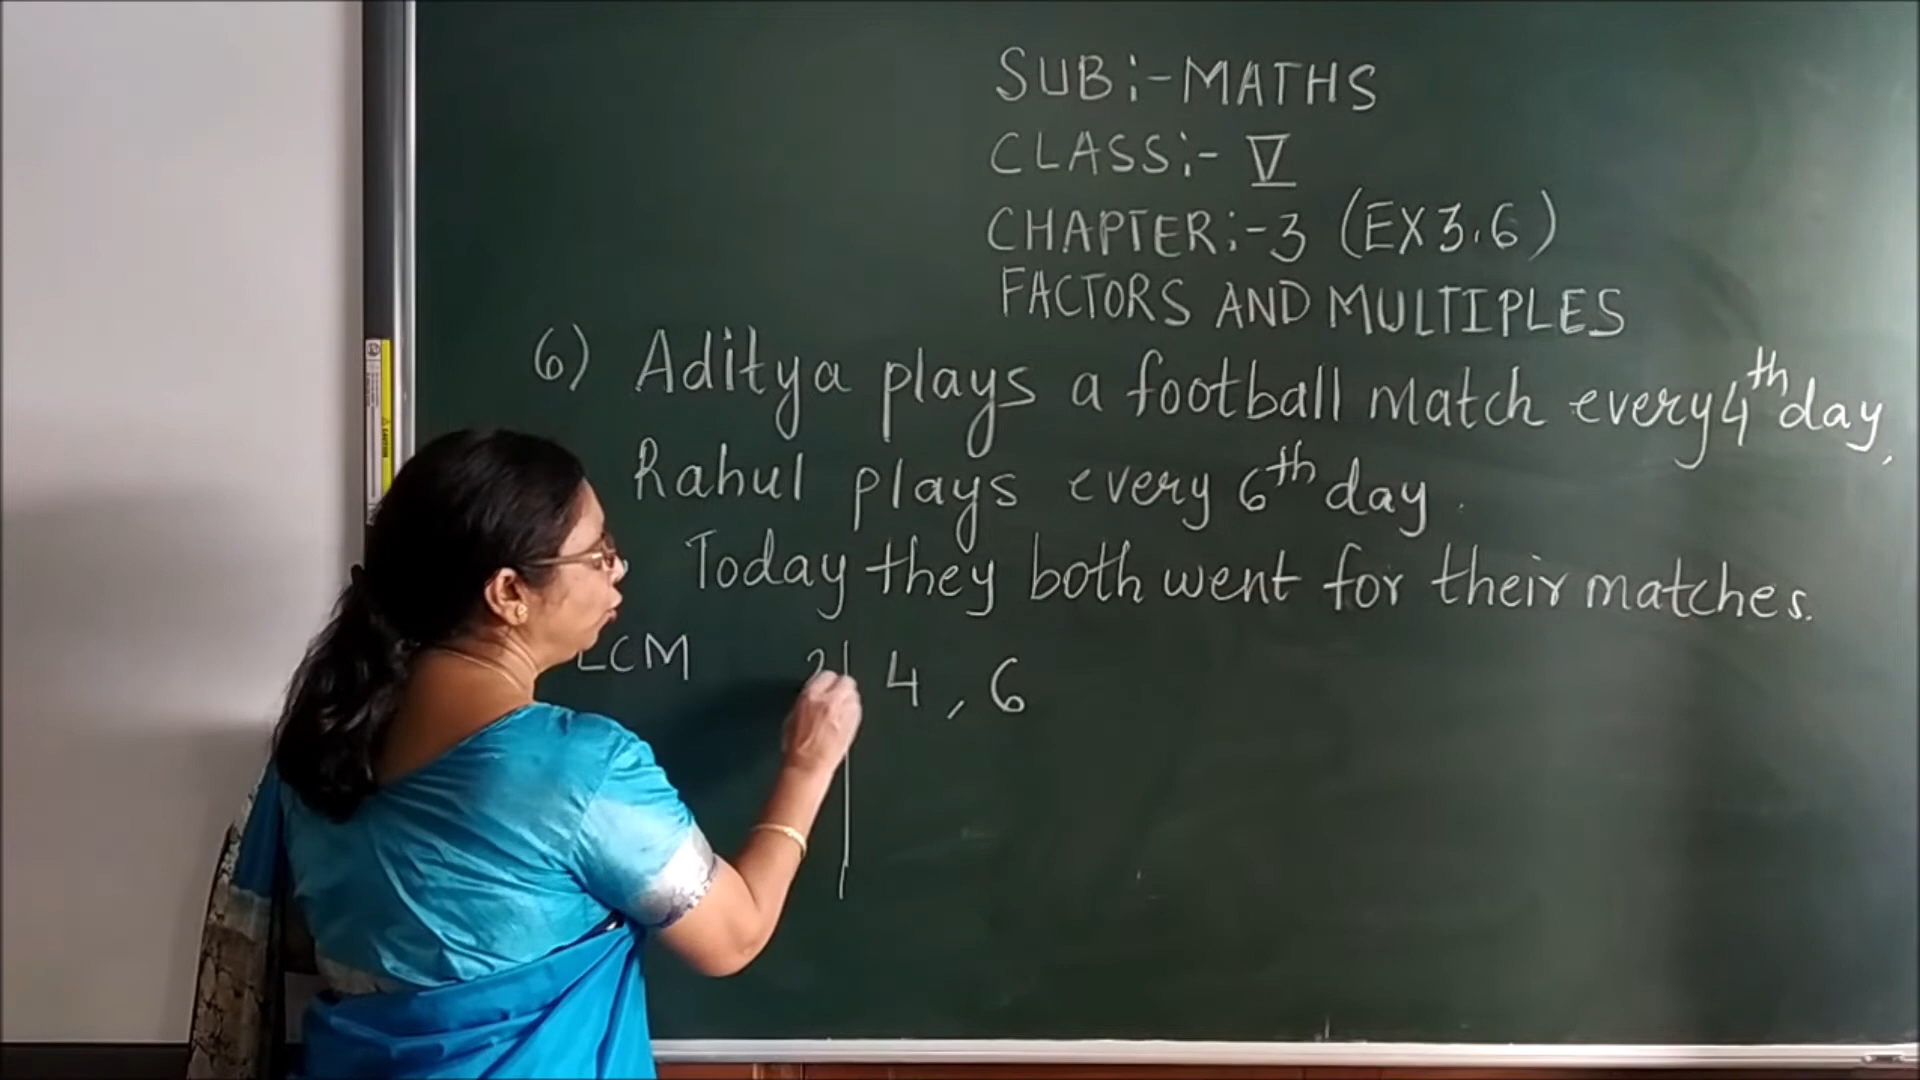 SUB:-MATHS
CLASS:- V
CHAPTER:-3 (EX 3.6)
FACTORS AND MULTIPLES
6) Aditya plays a football match every 4th day,
Rahul plays every 6th day.
Today they both went for their matches.
LCM 2 4, 6